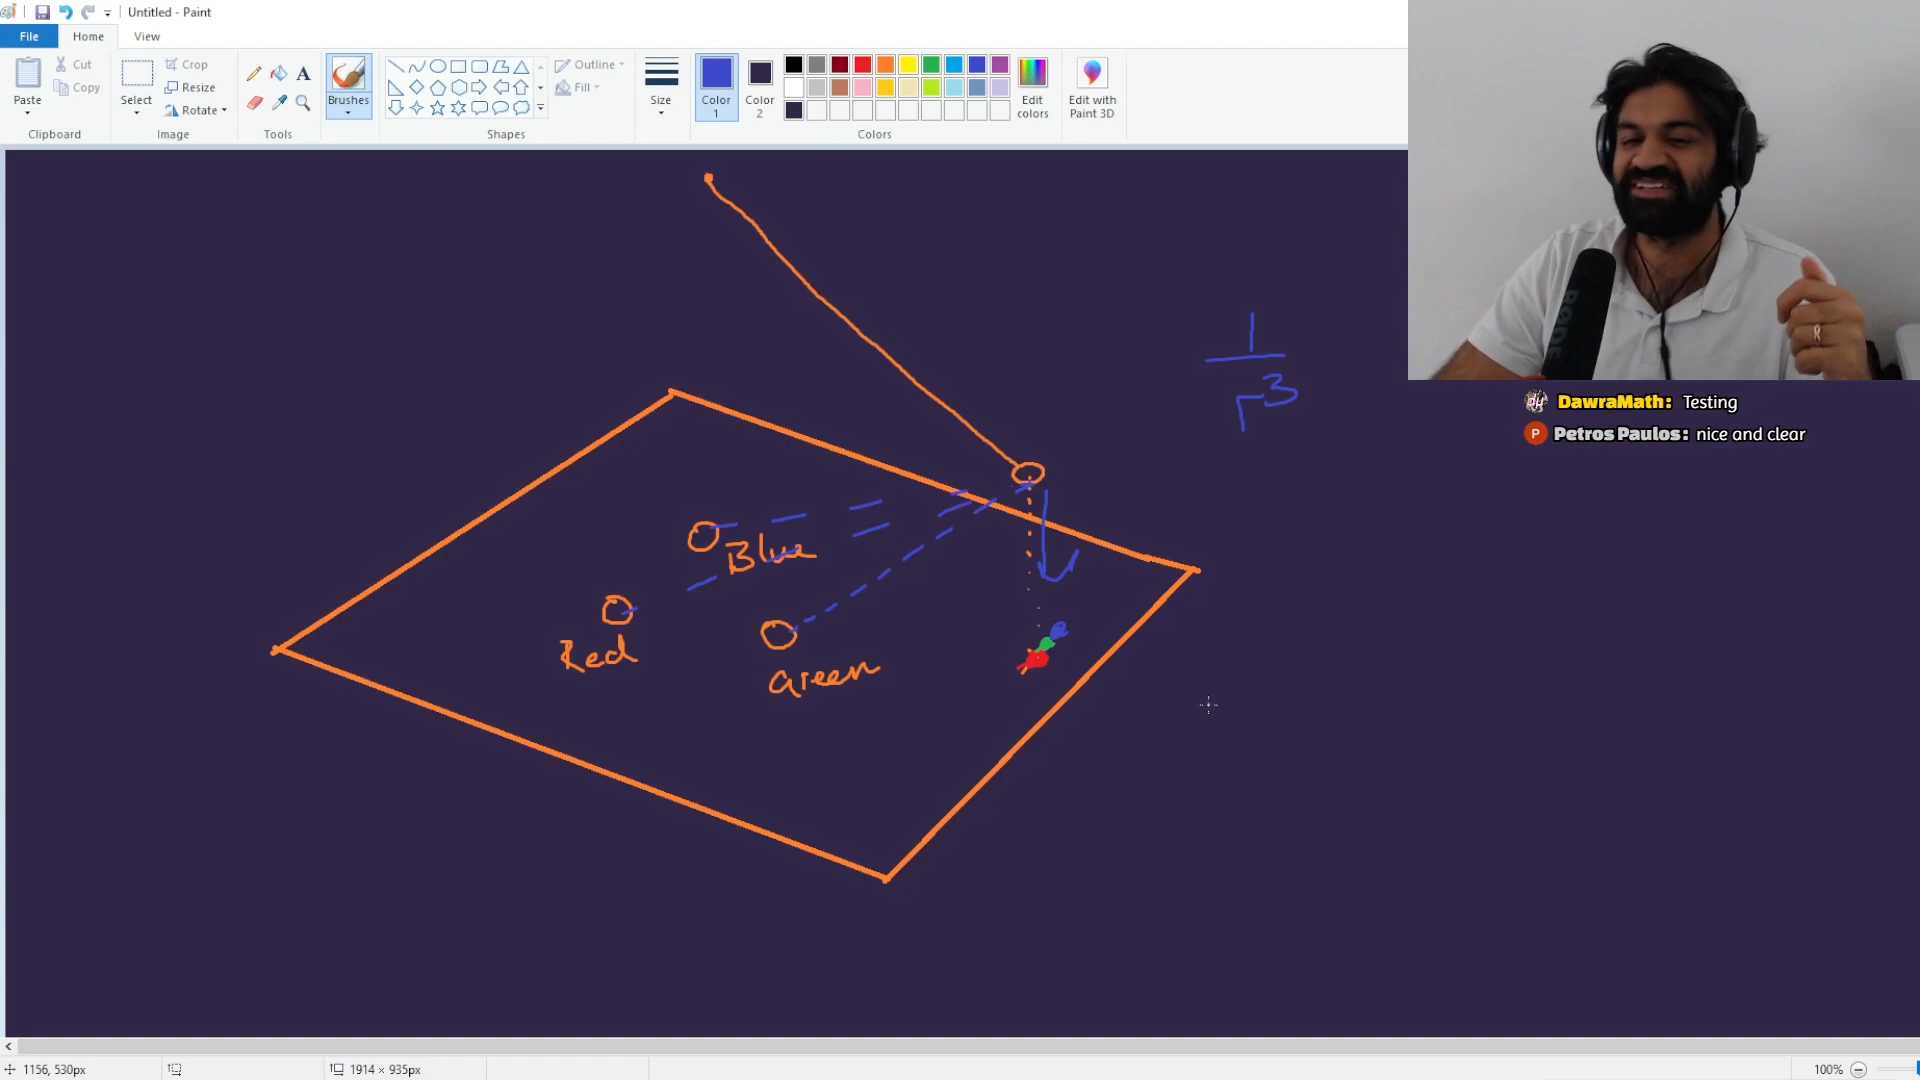 Untitled - Paint
File
Home
View
Paste
Cut
Copy
Clipboard
Select
Crop
Resize
Rotate
Image
A
Tools
Brushes
Shapes
Outline
Fill
Size
Color 1
Color 2
Edit colors
Edit with Paint 3D
Colors
1
r3
Blue
Red
Green
RODE
DawraMath: Testing
P Petros Paulos: nice and clear
1156, 530px
1914 × 935px
100%